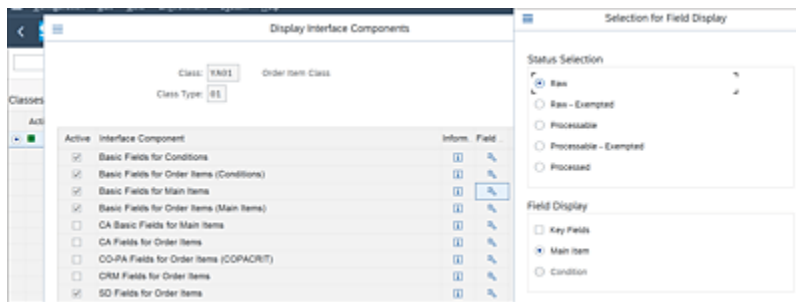 Display Interface Components
Class: YA01 Order Item Class
Class Type: 01
Classes
Active Interface Component Inform. Field
Basic Fields for Conditions
Basic Fields for Order Items (Conditions)
Basic Fields for Main Items
Basic Fields for Order Items (Main Items)
CA Basic Fields for Main Items
CA Fields for Order Items
CO-PA Fields for Order Items (COPACRIT)
CRM Fields for Order Items
SD Fields for Order Items
Selection for Field Display
Status Selection
Raw
Raw - Exempted
Processable
Processable - Exempted
Processed
Field Display
Key Fields
Main Item
Condition